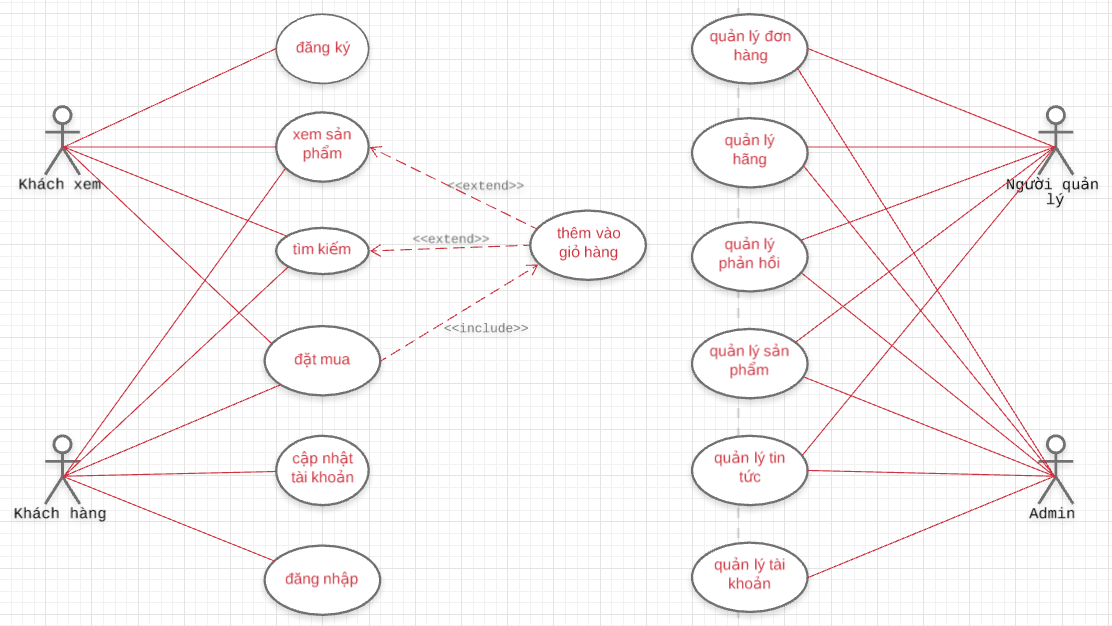 đăng ký
xem sản
phẩm
Khách xem
<<extend>>
tìm kiếm
<<extend>>
thêm vào
giỏ hàng
<<include>>
đặt mua
cập nhật
tài khoản
Khách hàng
đăng nhập
quản lý đơn
hàng
quản lý
hãng
Người quản
lý
quản lý
phản hồi
quản lý sản
phẩm
quản lý tin
tức
Admin
quản lý tài
khoản